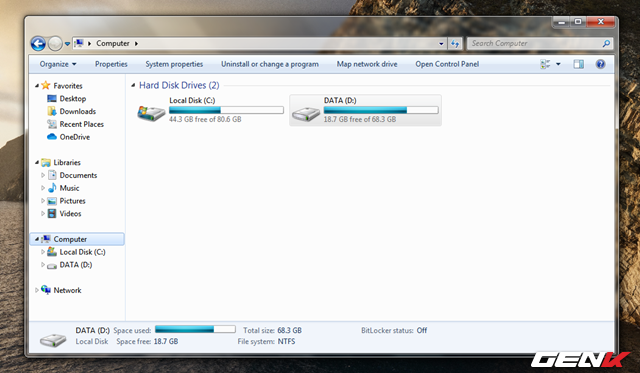 Computer
Search Computer
Organize Properties System properties Uninstall or change a program Map network drive Open Control Panel
Favorites
Desktop
Downloads
Recent Places
OneDrive
Libraries
Documents
Music
Pictures
Videos
Computer
Local Disk (C:)
DATA (D:)
Network
Hard Disk Drives (2)
Local Disk (C:)
44.3 GB free of 80.6 GB
DATA (D:)
18.7 GB free of 68.3 GB
DATA (D:) Space used: Total size: 68.3 GB BitLocker status: Off
Local Disk Space free: 18.7 GB File system: NTFS
GENK